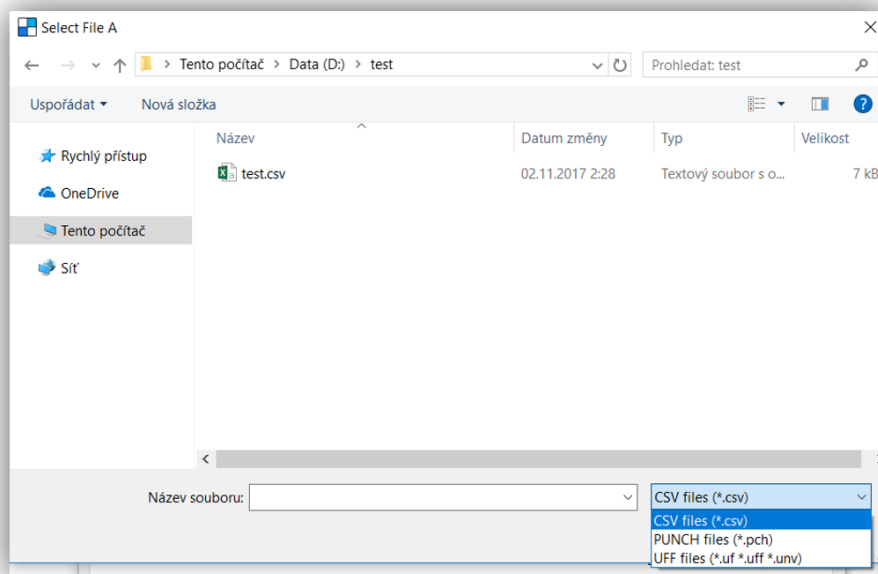 Select File A
Tento počítač > Data (D:) > test
Prohledat: test
Uspořádat
Nová složka
Název
Datum změny
Typ
Velikost
Rychlý přístup
OneDrive
Tento počítač
Síť
test.csv
02.11.2017 2:28
Textový soubor s o...
7 kB
Název souboru:
CSV files (*.csv)
CSV files (*.csv)
PUNCH files (*.pch)
UFF files (*.uf *.uff *.unv)